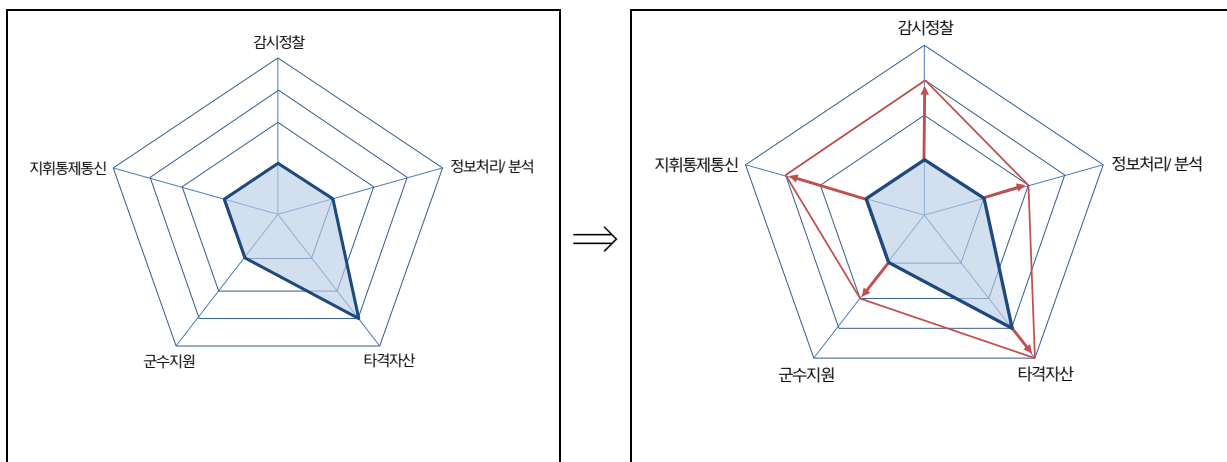 감시정찰
지휘통제통신
정보처리/ 분석
군수지원
타격자산
⇒
감시정찰
지휘통제통신
정보처리/ 분석
군수지원
타격자산